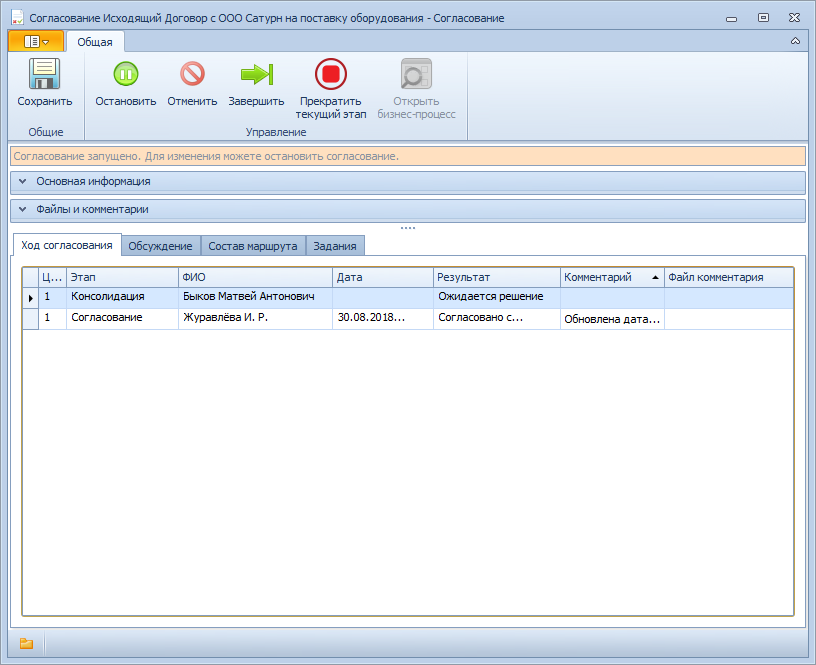 Согласование Исходящий Договор с ООО Сатурн на поставку оборудования - Согласование
Общая
Сохранить
Остановить
Отменить
Завершить
Прекратить
текущий этап
Открыть
бизнес-процесс
Общие
Управление
Согласование запущено. Для изменения можете остановить согласование.
Основная информация
Файлы и комментарии
Ход согласования Обсуждение Состав маршрута Задания
Ц... Этап ФИО Дата Результат Комментарий Файл комментария
1 Консолидация Быков Матвей Антонович Ожидается решение
1 Согласование Журавлёва И. Р. 30.08.2018... Согласовано с... Обновлена дата...